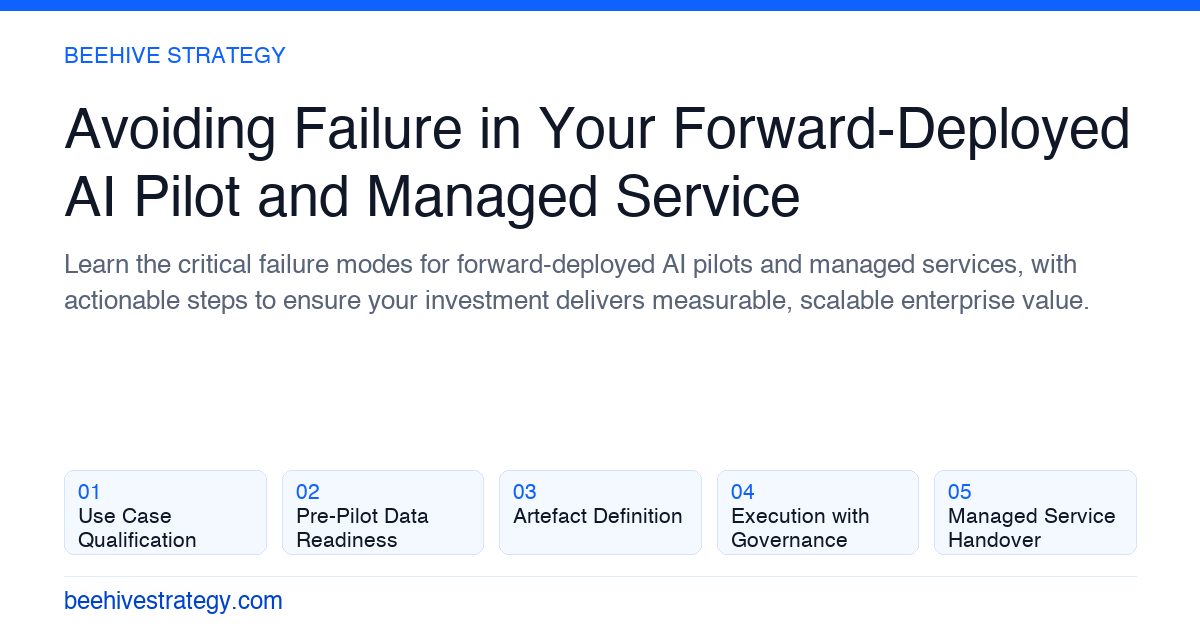 BEEHIVE STRATEGY
Avoiding Failure in Your Forward-Deployed
AI Pilot and Managed Service
Learn the critical failure modes for forward-deployed AI pilots and managed services, with
actionable steps to ensure your investment delivers measurable, scalable enterprise value.
01
Use Case
Qualification
02
Pre-Pilot Data
Readiness
03
Artefact Definition
04
Execution with
Governance
05
Managed Service
Handover
beehivestrategy.com